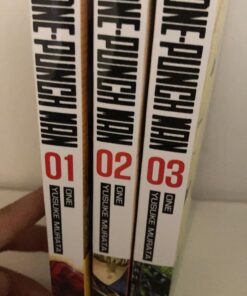 ONE-PUNCH MAN
01
ONE
YUSUKE MURATA
ONE-PUNCH MAN
02
ONE
YUSUKE MURATA
ONE-PUNCH MAN
03
ONE
YUSUKE MURATA